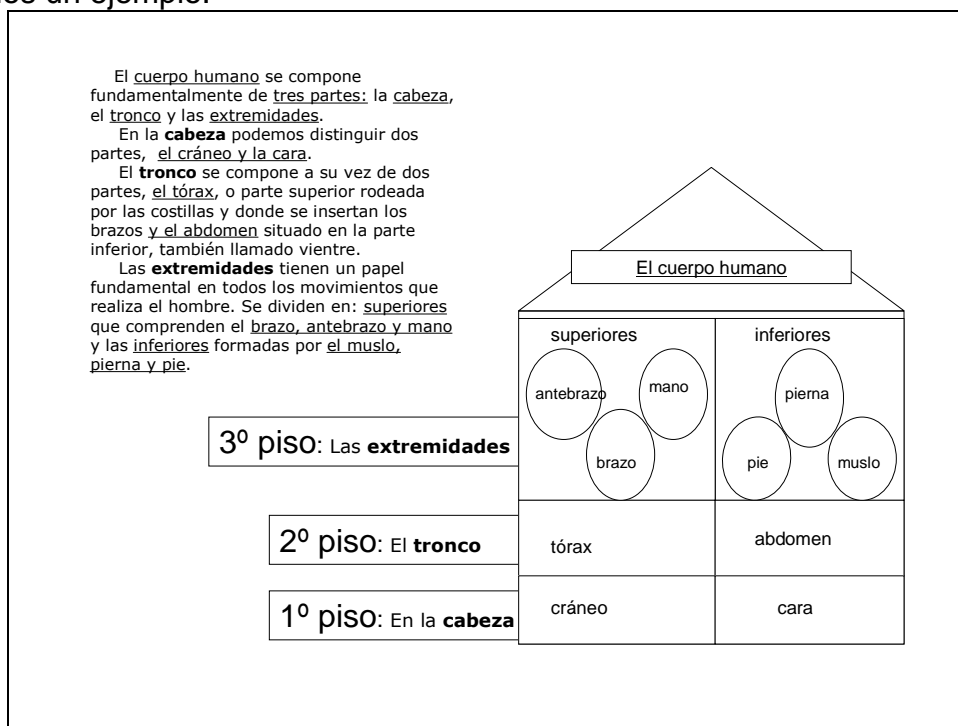 El cuerpo humano se compone
fundamentalmente de tres partes: la cabeza,
el tronco y las extremidades.
En la cabeza podemos distinguir dos
partes, el cráneo y la cara.
El tronco se compone a su vez de dos
partes, el tórax, o parte superior rodeada
por las costillas y donde se insertan los
brazos y el abdomen situado en la parte
inferior, también llamado vientre.
Las extremidades tienen un papel
fundamental en todos los movimientos que
realiza el hombre. Se dividen en: superiores
que comprenden el brazo, antebrazo y mano
y las inferiores formadas por el muslo,
pierna y pie.
El cuerpo humano
superiores
inferiores
antebrazo
mano
brazo
pierna
pie
muslo
3º piso: Las extremidades
2º piso: El tronco
tórax
abdomen
1º piso: En la cabeza
cráneo
cara